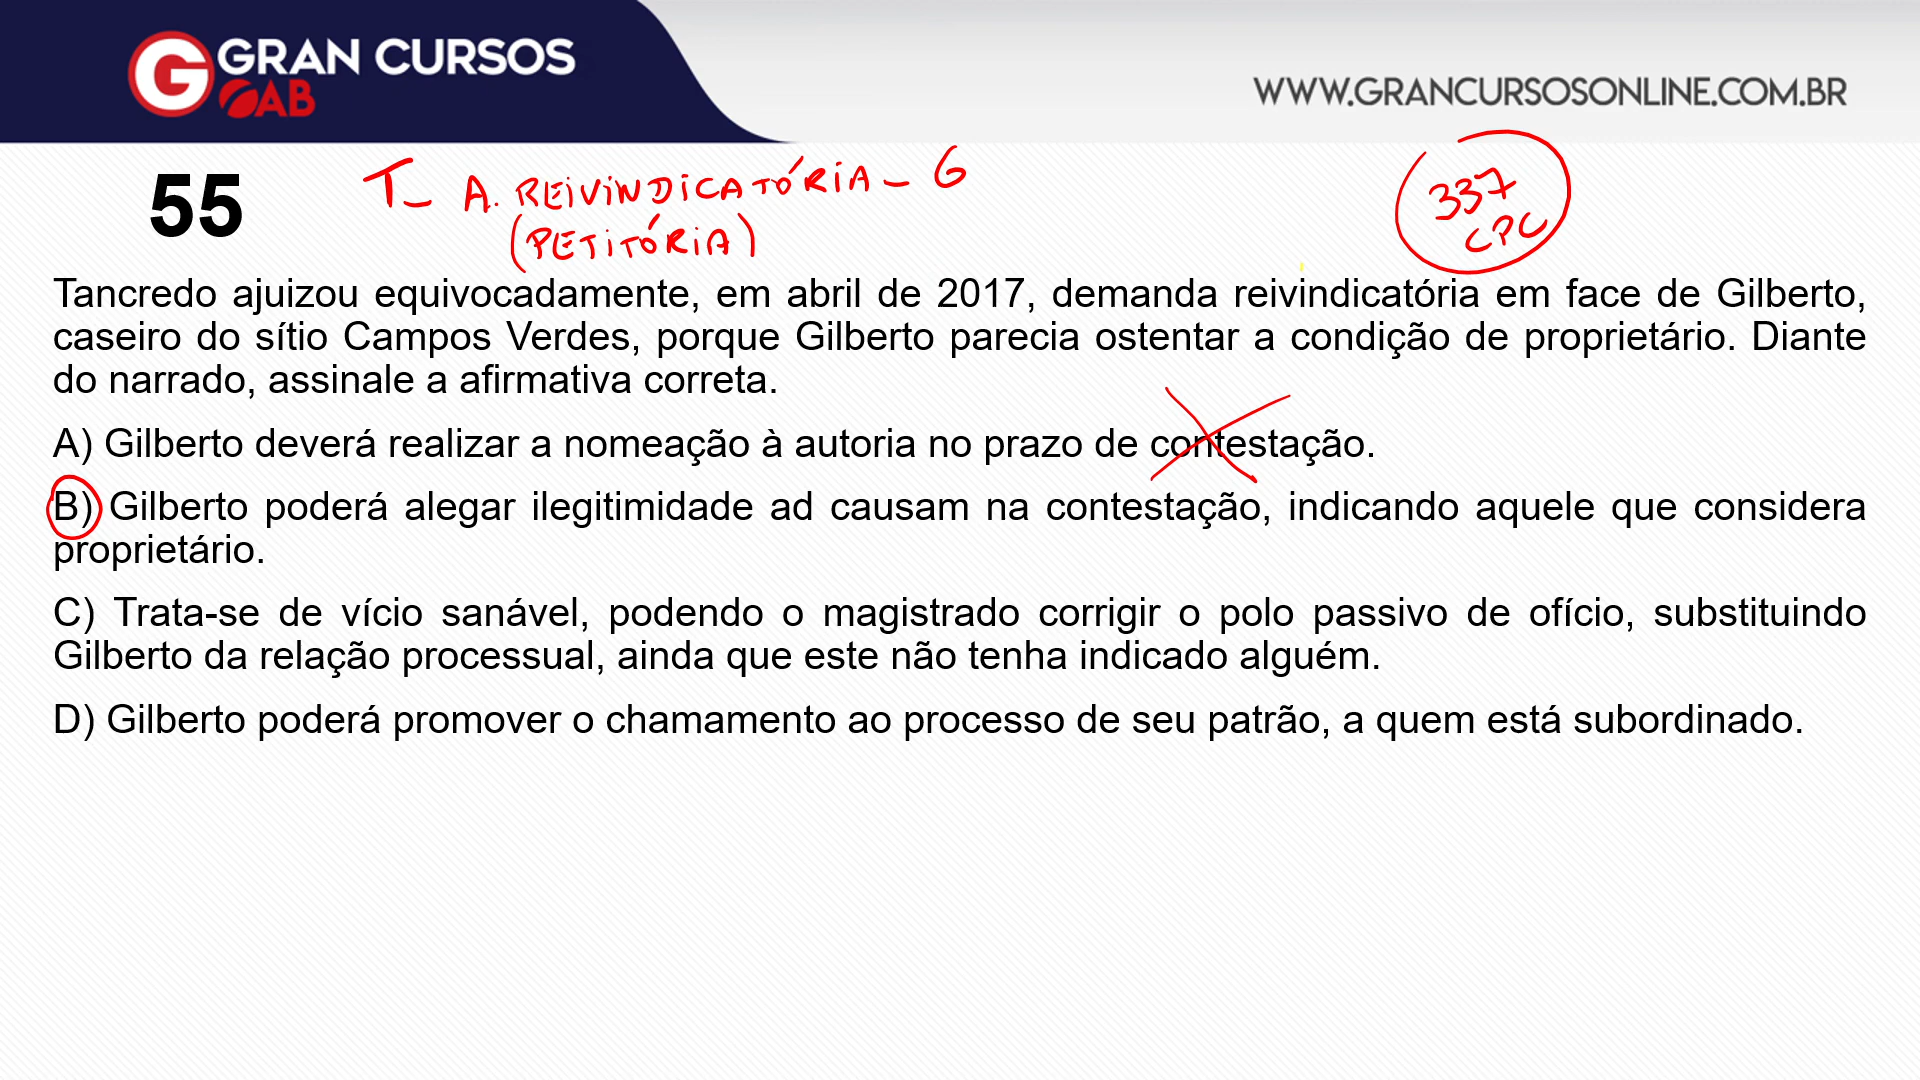 GRAN CURSOS
OAB
WWW.GRANCURSOSONLINE.COM.BR
55
T- A. REIVINDICATÓRIA - G
(PETITÓRIA)
337
CPC
Tancredo ajuizou equivocadamente, em abril de 2017, demanda reivindicatória em face de Gilberto,
caseiro do sítio Campos Verdes, porque Gilberto parecia ostentar a condição de proprietário. Diante
do narrado, assinale a afirmativa correta.
A) Gilberto deverá realizar a nomeação à autoria no prazo de contestação.
B) Gilberto poderá alegar ilegitimidade ad causam na contestação, indicando aquele que considera
proprietário.
C) Trata-se de vício sanável, podendo o magistrado corrigir o polo passivo de ofício, substituindo
Gilberto da relação processual, ainda que este não tenha indicado alguém.
D) Gilberto poderá promover o chamamento ao processo de seu patrão, a quem está subordinado.